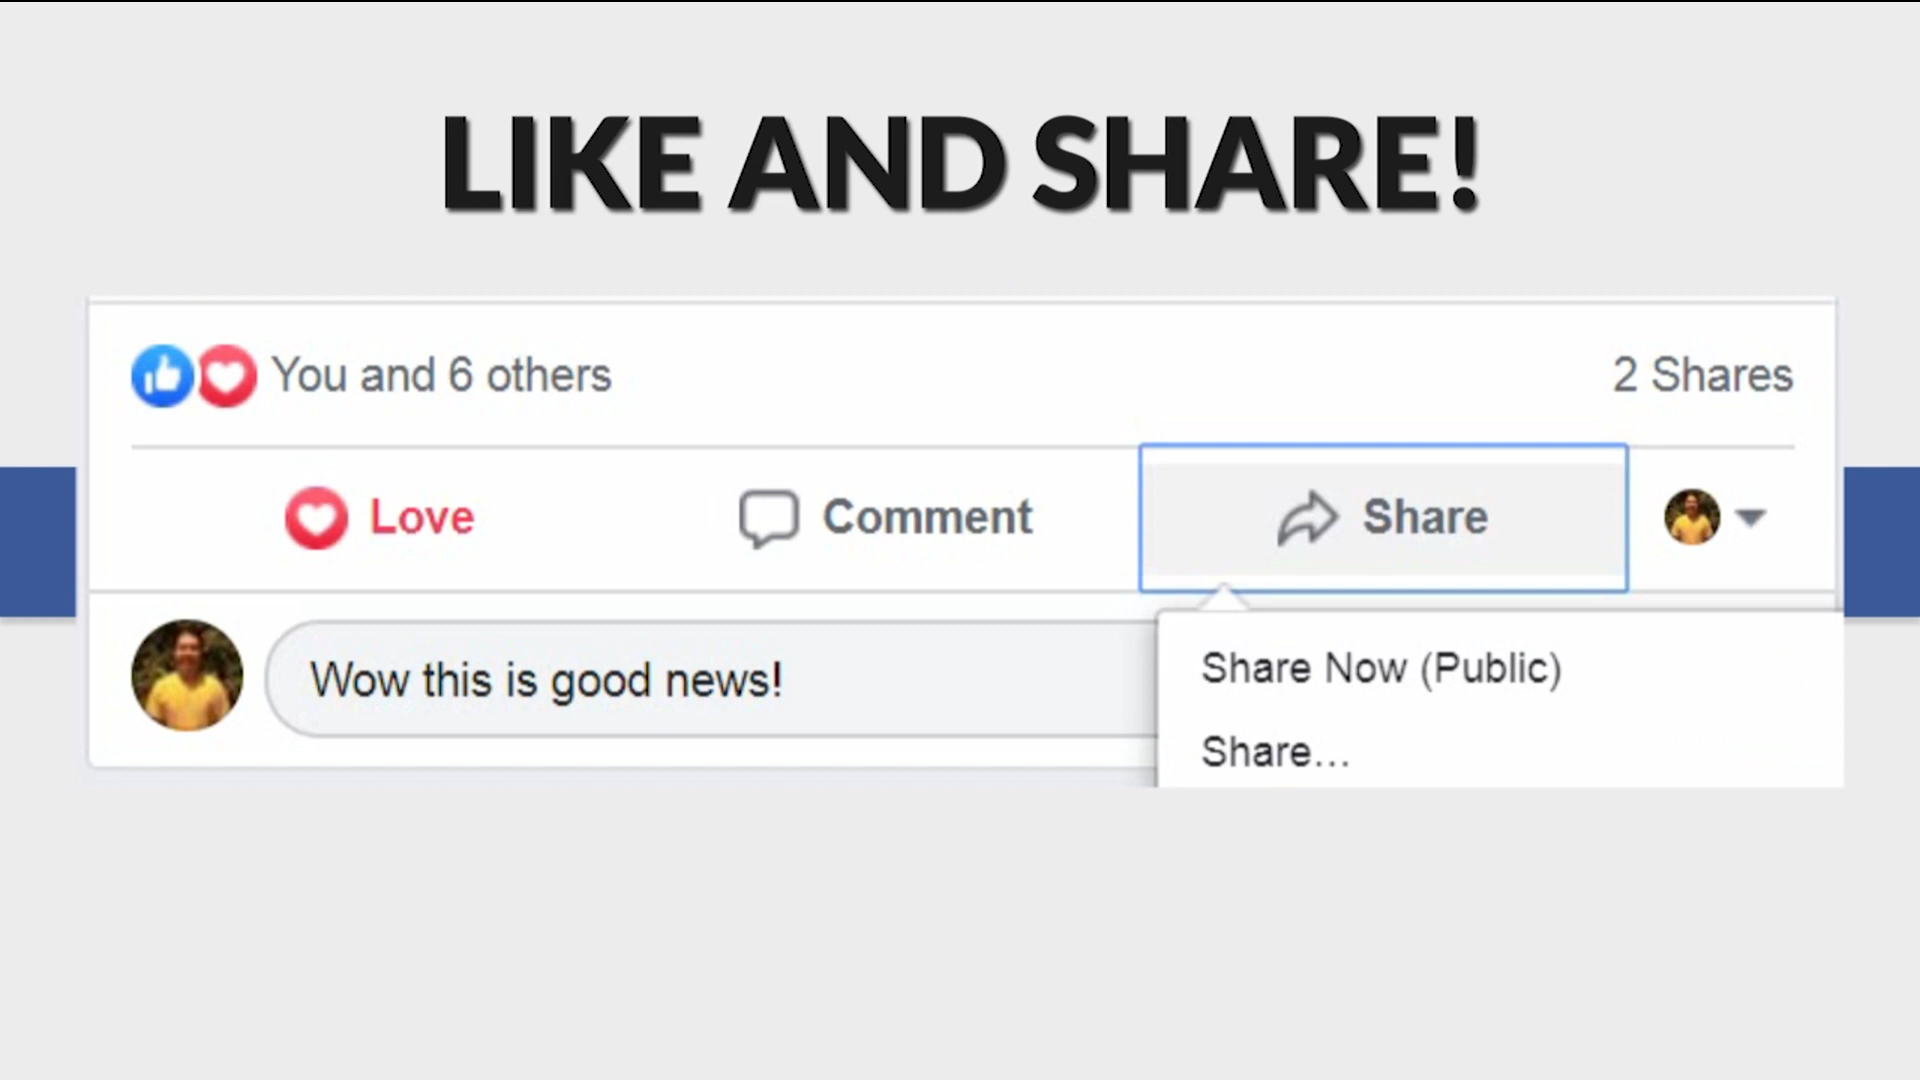 LIKE AND SHARE!
You and 6 others
2 Shares
Love
Comment
Share
Wow this is good news!
Share Now (Public)
Share...